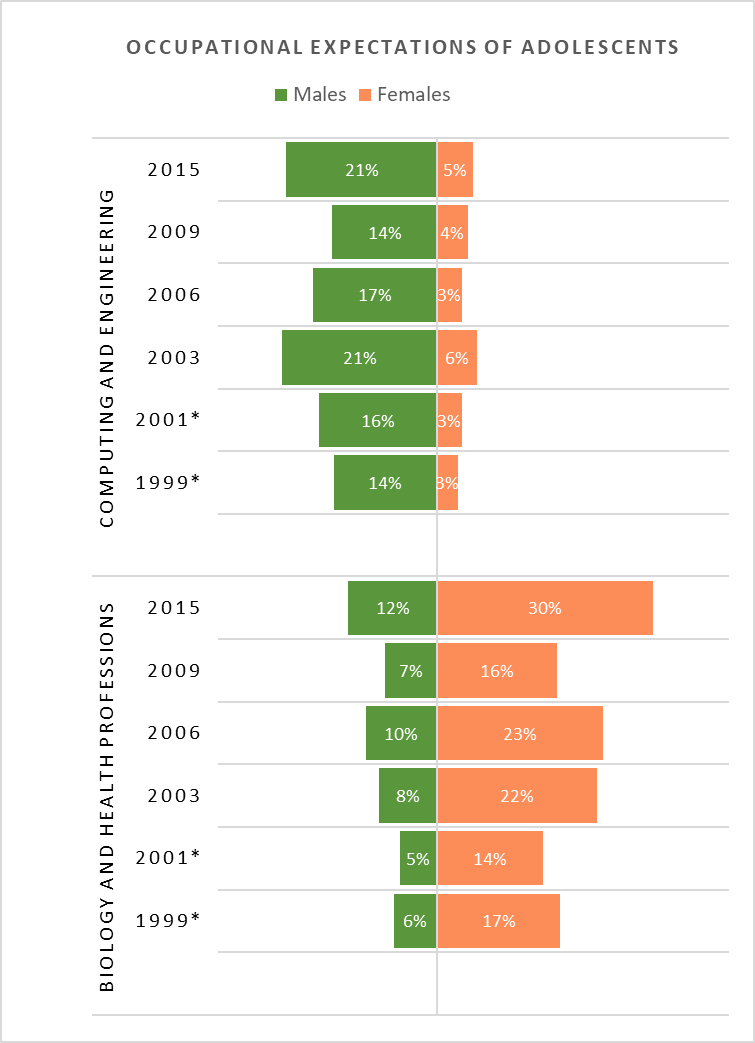 OCCUPATIONAL EXPECTATIONS OF ADOLESCENTS
Males Females
COMPUTING AND ENGINEERING
2015 21% 5%
2009 14% 4%
2006 17% 3%
2003 21% 6%
2001* 16% 3%
1999* 14% 3%
BIOLOGY AND HEALTH PROFESSIONS
2015 12% 30%
2009 7% 16%
2006 10% 23%
2003 8% 22%
2001* 5% 14%
1999* 6% 17%